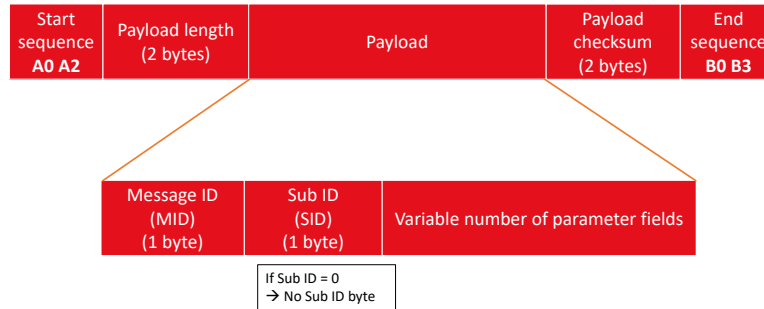 Start
sequence
A0 A2
Payload length
(2 bytes)
Payload
Payload
checksum
(2 bytes)
End
sequence
B0 B3
Message ID
(MID)
(1 byte)
Sub ID
(SID)
(1 byte)
Variable number of parameter fields
If Sub ID = 0
→ No Sub ID byte